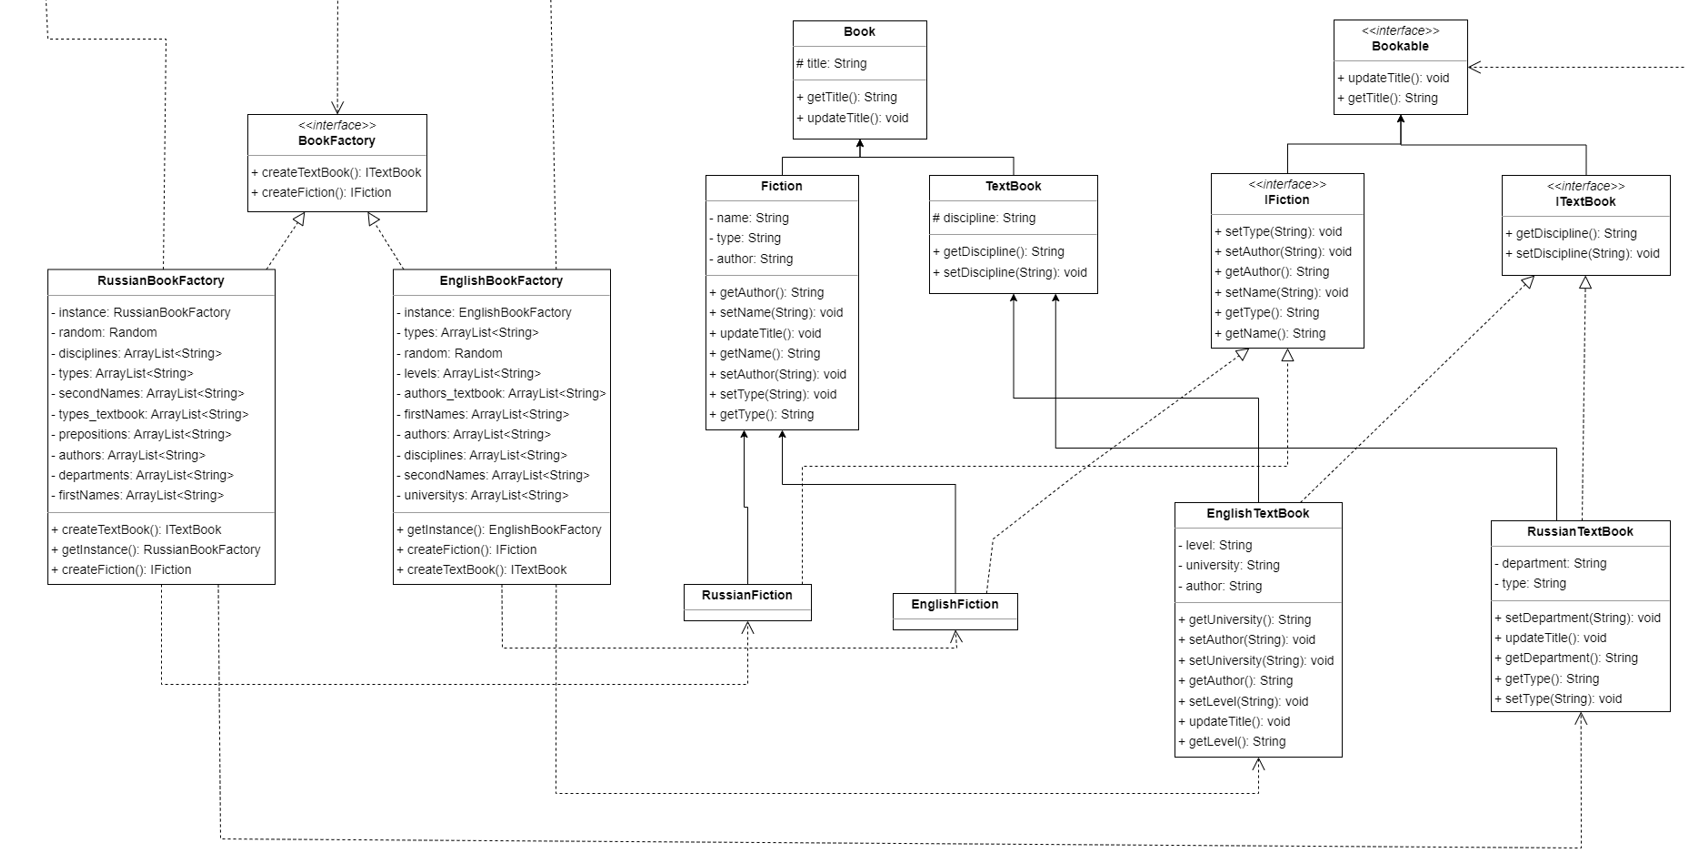 Book
# title: String
+ getTitle(): String
+ updateTitle(): void
<<interface>>
Bookable
+ updateTitle(): void
+ getTitle(): String
<<interface>>
BookFactory
+ createTextBook(): ITextBook
+ createFiction(): IFiction
Fiction
- name: String
- type: String
- author: String
+ getAuthor(): String
+ setName(String): void
+ updateTitle(): void
+ getName(): String
+ setAuthor(String): void
+ setType(String): void
+ getType(): String
TextBook
# discipline: String
+ getDiscipline(): String
+ setDiscipline(String): void
<<interface>>
IFiction
+ setType(String): void
+ setAuthor(String): void
+ getAuthor(): String
+ setName(String): void
+ getType(): String
+ getName(): String
<<interface>>
ITextBook
+ getDiscipline(): String
+ setDiscipline(String): void
RussianBookFactory
- instance: RussianBookFactory
- random: Random
- disciplines: ArrayList<String>
- types: ArrayList<String>
- secondNames: ArrayList<String>
- types_textbook: ArrayList<String>
- prepositions: ArrayList<String>
- authors: ArrayList<String>
- departments: ArrayList<String>
- firstNames: ArrayList<String>
+ createTextBook(): ITextBook
+ getInstance(): RussianBookFactory
+ createFiction(): IFiction
EnglishBookFactory
- instance: EnglishBookFactory
- types: ArrayList<String>
- random: Random
- levels: ArrayList<String>
- authors_textbook: ArrayList<String>
- firstNames: ArrayList<String>
- authors: ArrayList<String>
- disciplines: ArrayList<String>
- secondNames: ArrayList<String>
- universitys: ArrayList<String>
+ getInstance(): EnglishBookFactory
+ createFiction(): IFiction
+ createTextBook(): ITextBook
RussianFiction
EnglishFiction
EnglishTextBook
- level: String
- university: String
- author: String
+ getUniversity(): String
+ setAuthor(String): void
+ setUniversity(String): void
+ getAuthor(): String
+ setLevel(String): void
+ updateTitle(): void
+ getLevel(): String
RussianTextBook
- department: String
- type: String
+ setDepartment(String): void
+ updateTitle(): void
+ getDepartment(): String
+ getType(): String
+ setType(String): void